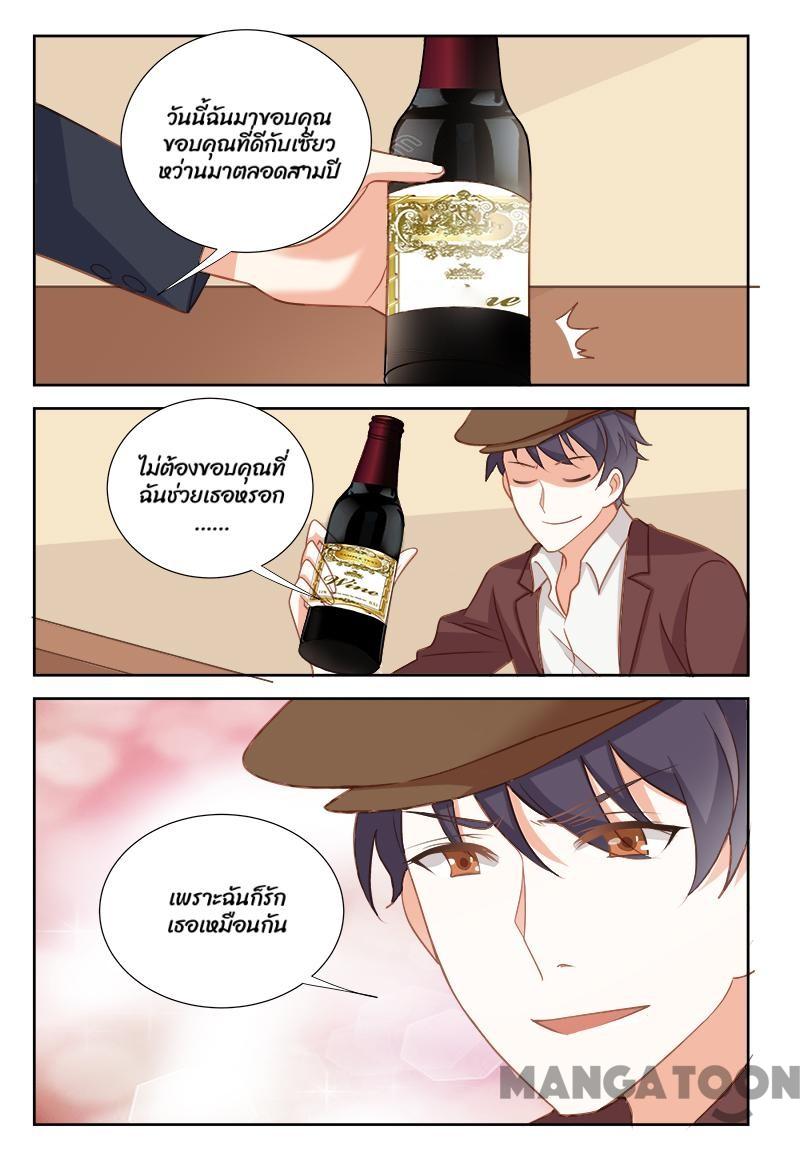 วันนี้ฉันมาขอบคุณ
ขอบคุณที่ดีกับเซี่ยว
หว่านมาตลอดสามปี
ue
ไม่ต้องขอบคุณที่
ฉันช่วยเธอหรอก
......
Wine
เพราะฉันก็รัก
เธอเหมือนกัน
MANGATOON